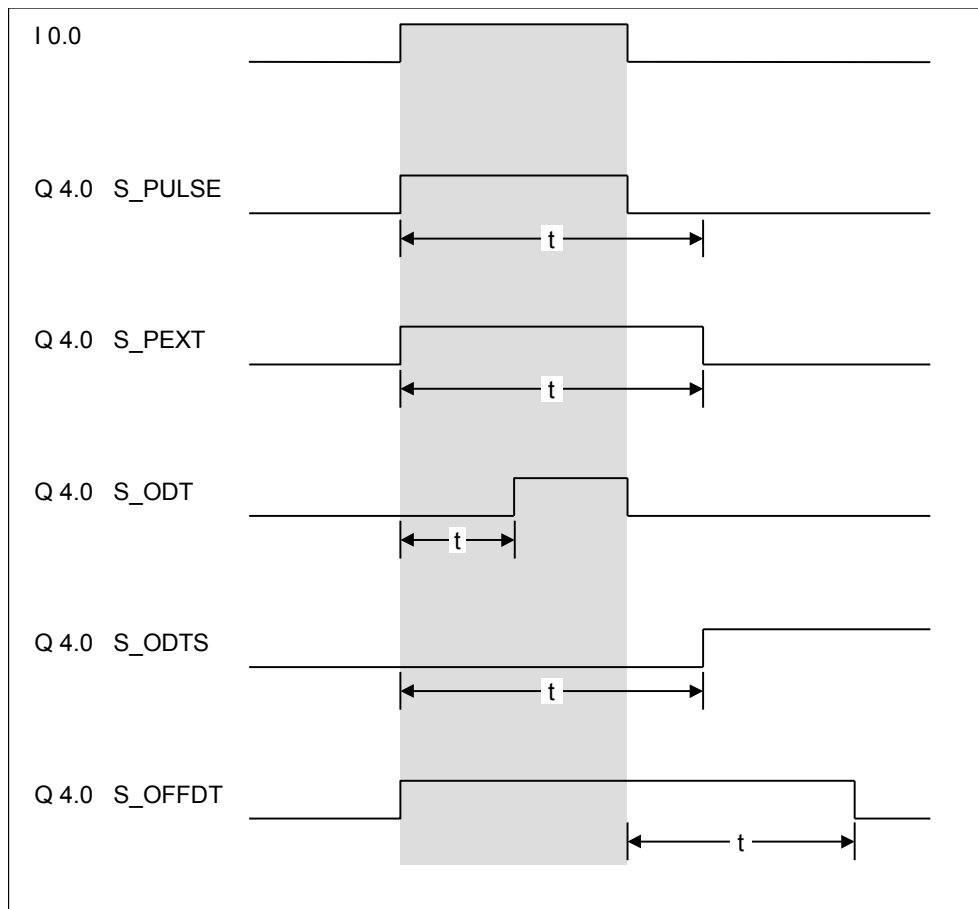 I 0.0
Q 4.0 S_PULSE
t
Q 4.0 S_PEXT
t
Q 4.0 S_ODT
t
Q 4.0 S_ODTS
t
Q 4.0 S_OFFDT
t